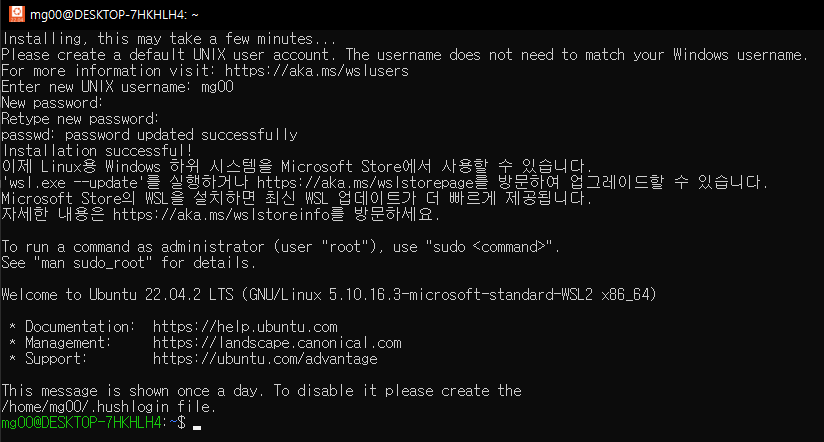 mg00@DESKTOP-7HKHLH4: ~
Installing, this may take a few minutes...
Please create a default UNIX user account. The username does not need to match your Windows username.
For more information visit: https://aka.ms/wslusers
Enter new UNIX username: mg00
New password:
Retype new password:
passwd: password updated successfully
Installation successful!
이제 Linux용 Windows 하위 시스템을 Microsoft Store에서 사용할 수 있습니다.
'wsl.exe --update'를 실행하거나 https://aka.ms/wslstorepage를 방문하여 업그레이드할 수 있습니다.
Microsoft Store의 WSL을 설치하면 최신 WSL 업데이트가 더 빠르게 제공됩니다.
자세한 내용은 https://aka.ms/wslstoreinfo를 방문하세요.
To run a command as administrator (user "root"), use "sudo <command>".
See "man sudo_root" for details.
Welcome to Ubuntu 22.04.2 LTS (GNU/Linux 5.10.16.3-microsoft-standard-WSL2 x86_64)
* Documentation:  https://help.ubuntu.com
* Management:     https://landscape.canonical.com
* Support:        https://ubuntu.com/advantage
This message is shown once a day. To disable it please create the
/home/mg00/.hushlogin file.
mg00@DESKTOP-7HKHLH4:~$